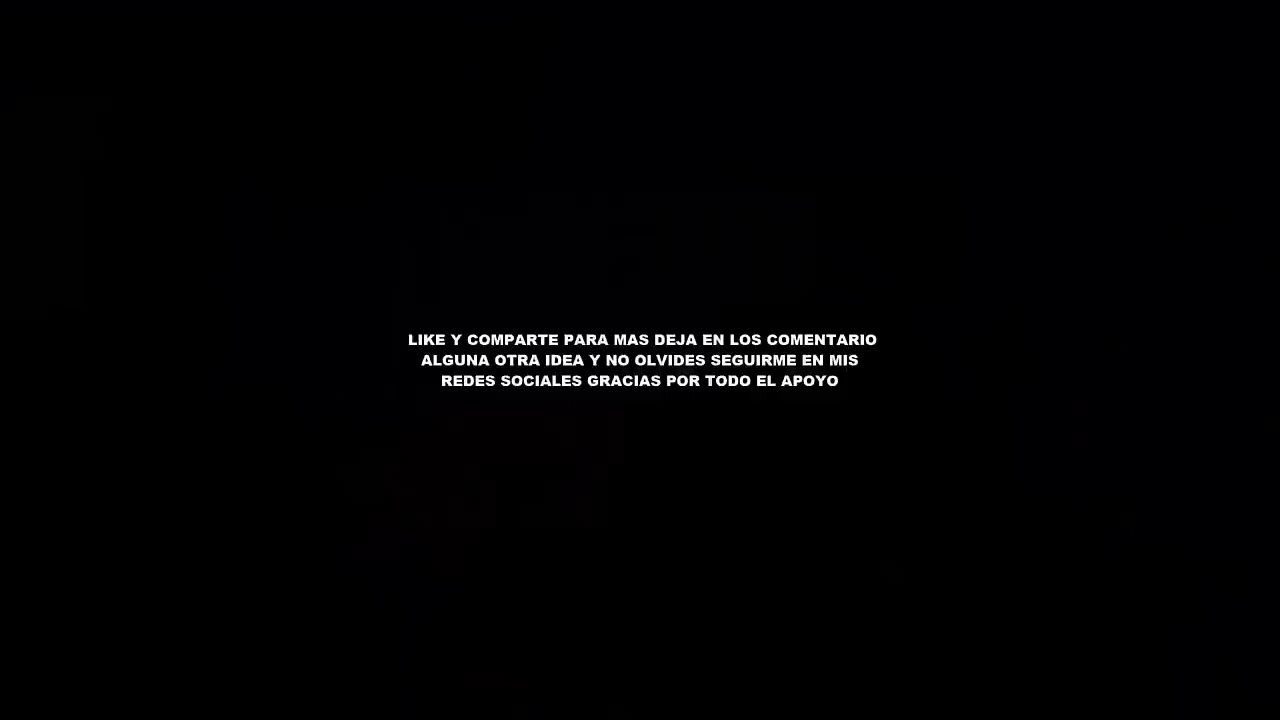 LIKE Y COMPARTE PARA MAS DEJA EN LOS COMENTARIO
ALGUNA OTRA IDEA Y NO OLVIDES SEGUIRME EN MIS
REDES SOCIALES GRACIAS POR TODO EL APOYO